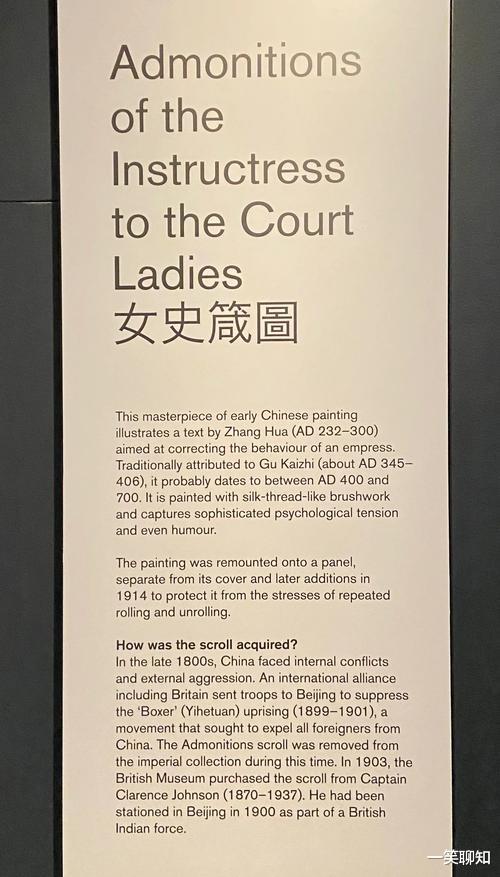 Admonitions
of the
Instructress
to the Court
Ladies
女史箴圖
This masterpiece of early Chinese painting
illustrates a text by Zhang Hua (AD 232–300)
aimed at correcting the behaviour of an empress.
Traditionally attributed to Gu Kaizhi (about AD 345–
406), it probably dates to between AD 400 and
700. It is painted with silk-thread-like brushwork
and captures sophisticated psychological tension
and even humour.
The painting was remounted onto a panel,
separate from its cover and later additions in
1914 to protect it from the stresses of repeated
rolling and unrolling.
How was the scroll acquired?
In the late 1800s, China faced internal conflicts
and external aggression. An international alliance
including Britain sent troops to Beijing to suppress
the ‘Boxer’ (Yihetuan) uprising (1899–1901), a
movement that sought to expel all foreigners from
China. The Admonitions scroll was removed from
the imperial collection during this time. In 1903, the
British Museum purchased the scroll from Captain
Clarence Johnson (1870–1937). He had been
stationed in Beijing in 1900 as part of a British
Indian force.
一笑聊知